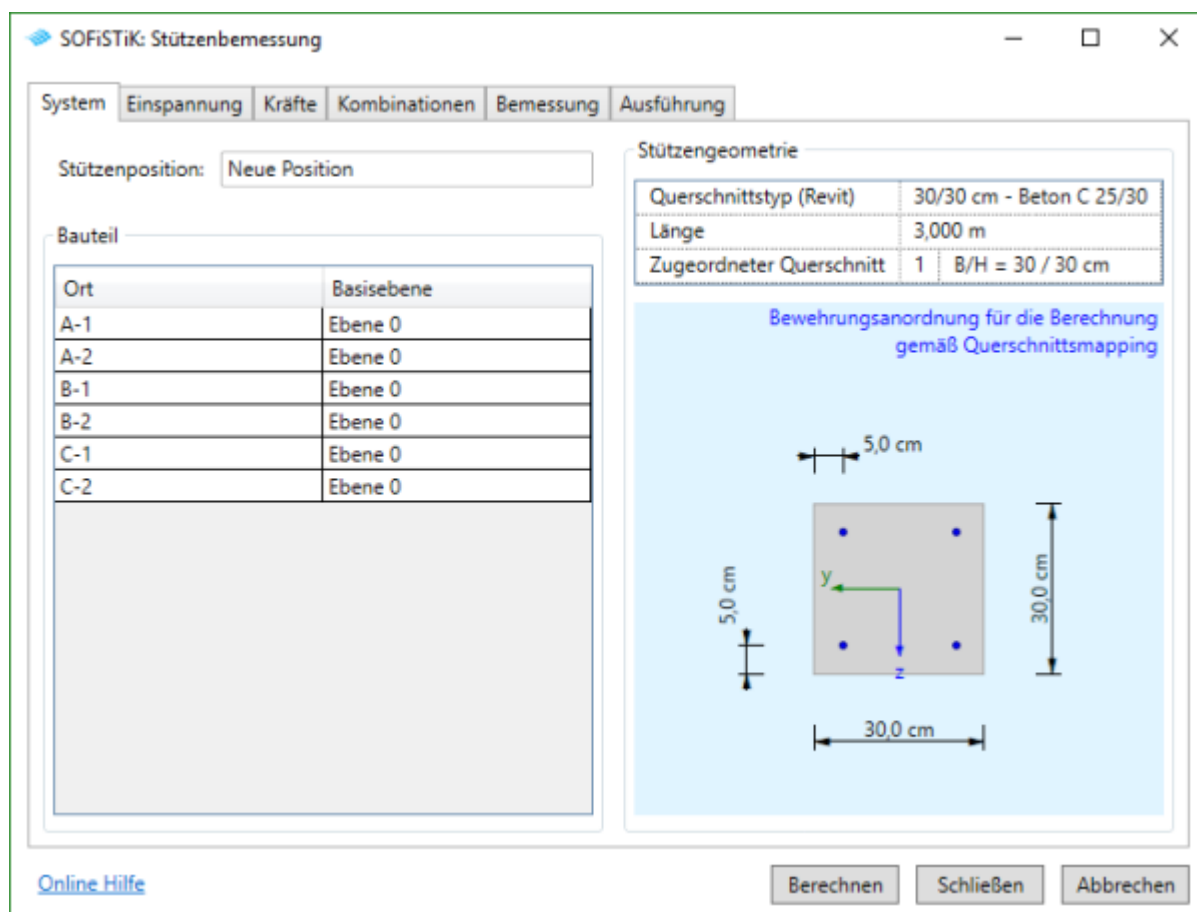 SOFiSTiK: Stützenbemessung
System Einspannung Kräfte Kombinationen Bemessung Ausführung
Stützenposition: Neue Position
Bauteil
Ort Basisebene
A-1 Ebene 0
A-2 Ebene 0
B-1 Ebene 0
B-2 Ebene 0
C-1 Ebene 0
C-2 Ebene 0
Stützengeometrie
Querschnittstyp (Revit) 30/30 cm - Beton C 25/30
Länge 3,000 m
Zugeordneter Querschnitt 1 B/H = 30 / 30 cm
Bewehrungsanordnung für die Berechnung
gemäß Querschnittsmapping
5,0 cm
y
5,0 cm
30,0 cm
z
30,0 cm
Online Hilfe
Berechnen Schließen Abbrechen